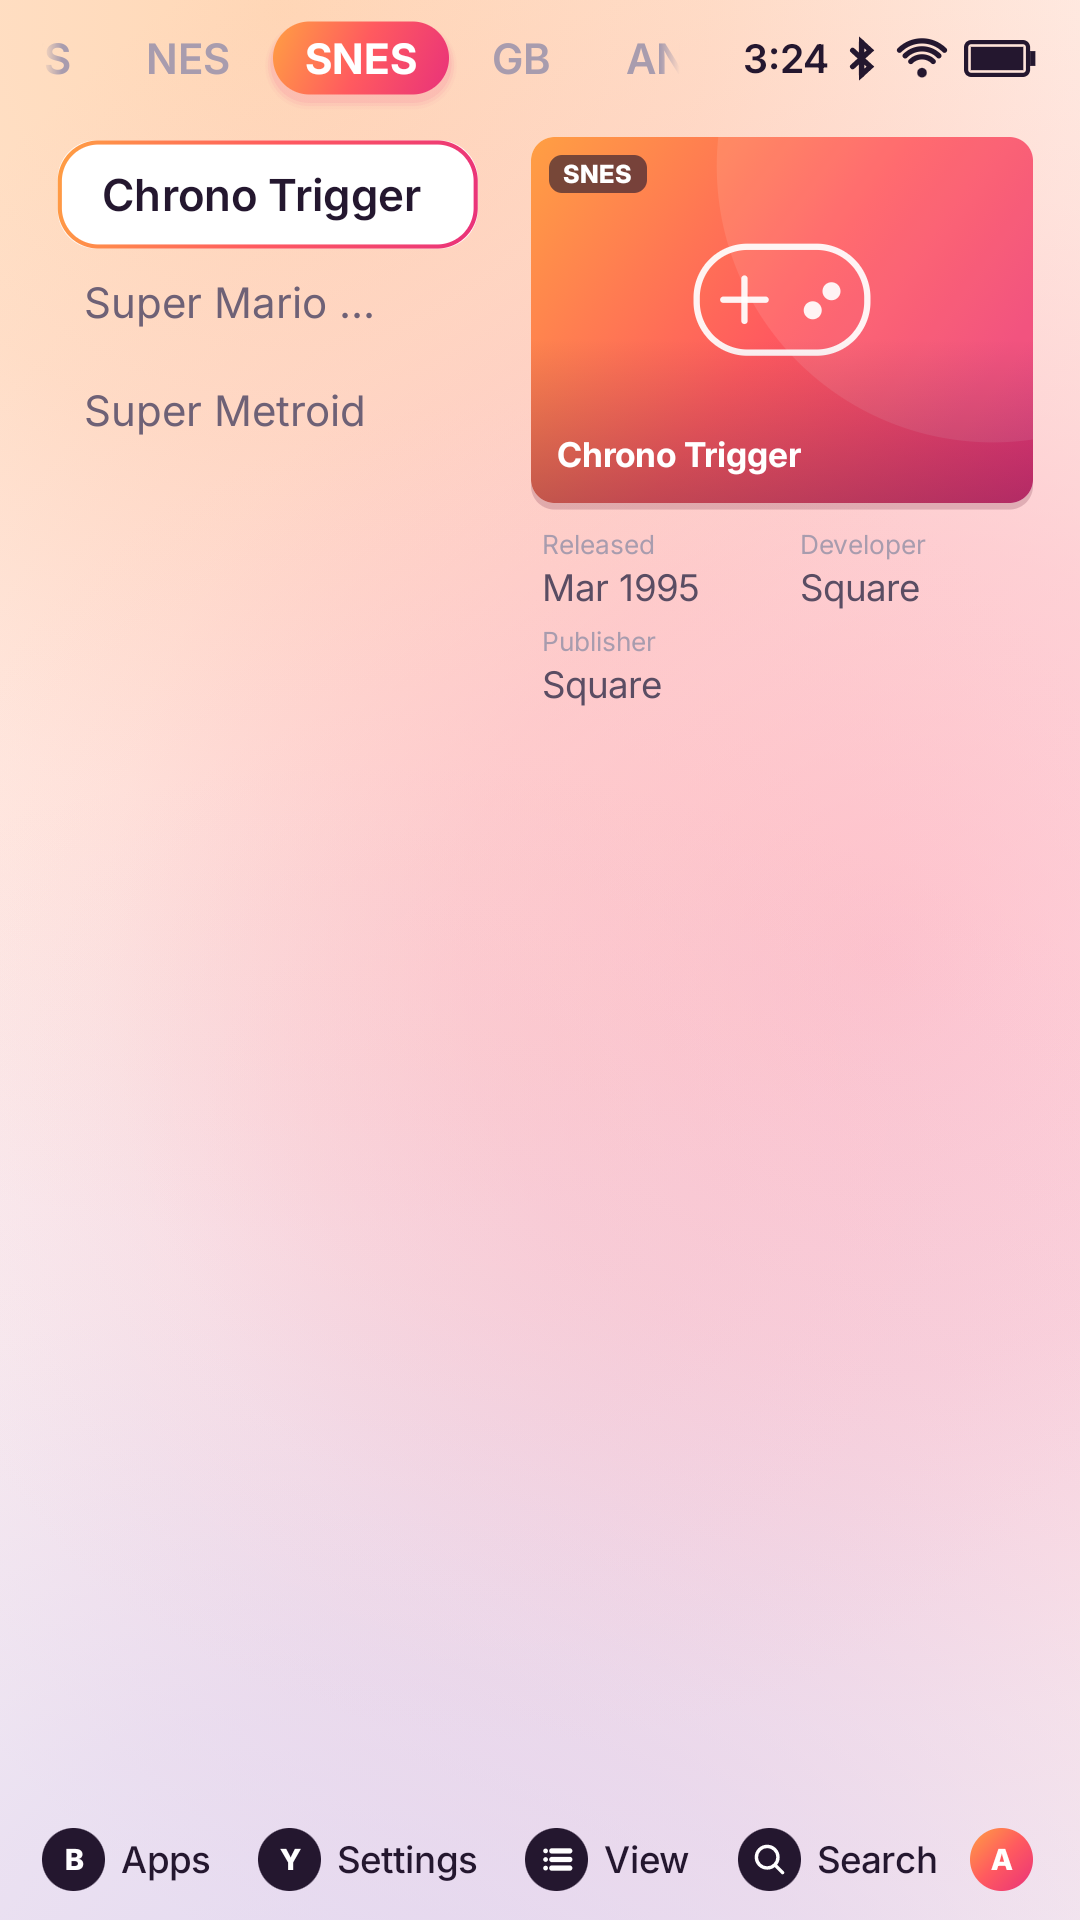 S NES SNES GB AN 3:24
Chrono Trigger
Super Mario ...
Super Metroid
SNES
Chrono Trigger
Released Developer
Mar 1995 Square
Publisher
Square
B Apps Y Settings View Search A